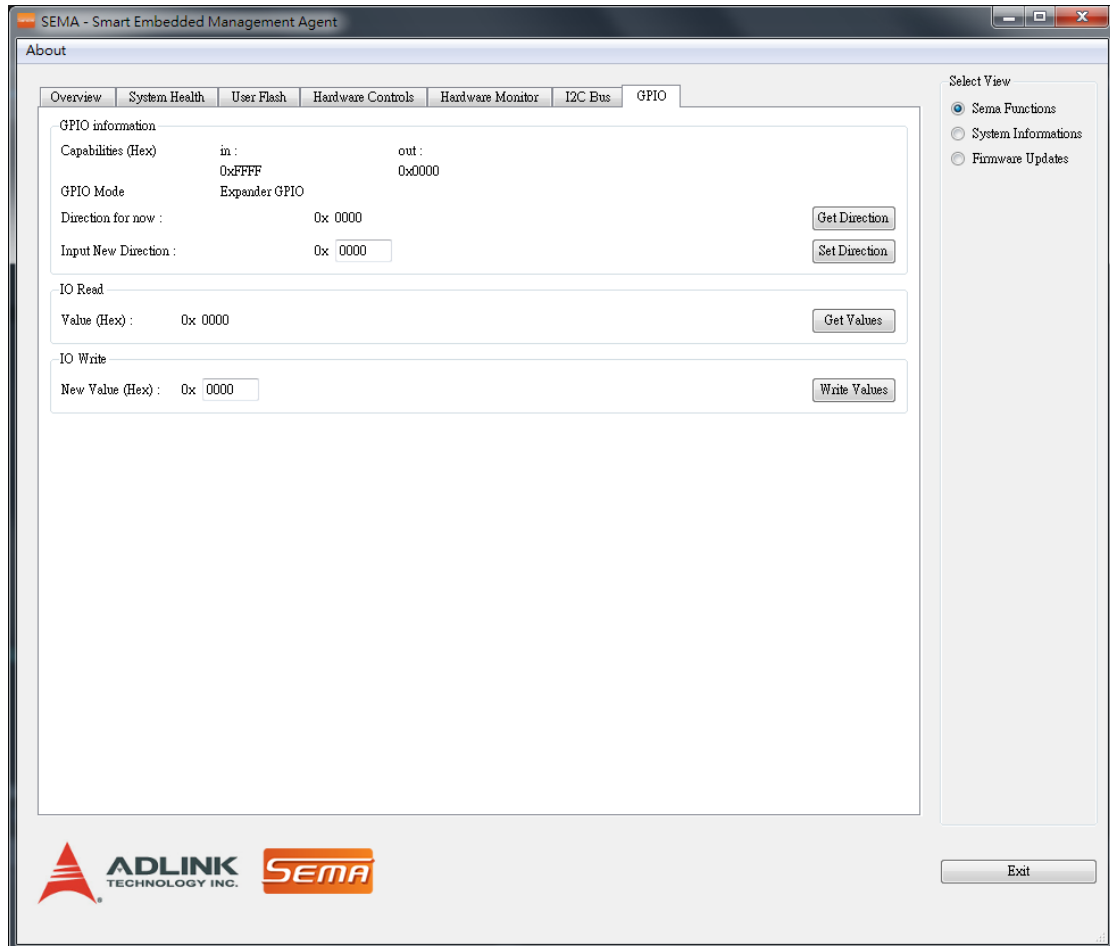 SEMA - Smart Embedded Management Agent
About
Overview System Health User Flash Hardware Controls Hardware Monitor I2C Bus GPIO
Select View
Sema Functions
System Informations
Firmware Updates
GPIO information
Capabilities (Hex) in : out :
0xFFFF 0x0000
GPIO Mode Expander GPIO
Direction for now : 0x 0000 Get Direction
Input New Direction : 0x 0000 Set Direction
IO Read
Value (Hex) : 0x 0000 Get Values
IO Write
New Value (Hex) : 0x 0000 Write Values
ADLINK
TECHNOLOGY INC.
SEMA
Exit